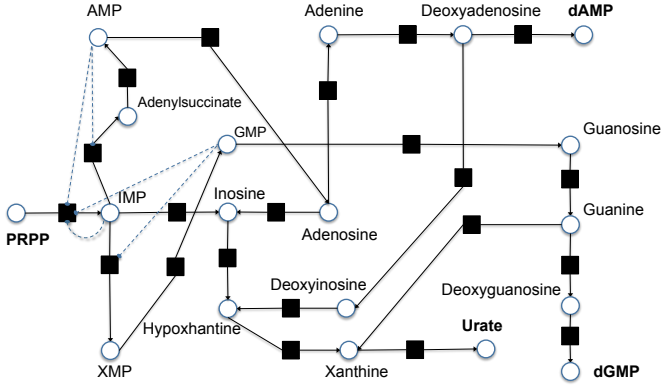 AMP
Adenine
Deoxyadenosine
dAMP
Adenylsuccinate
GMP
Guanosine
IMP
Inosine
PRPP
Adenosine
Guanine
Deoxyinosine
Deoxyguanosine
Hypoxhantine
Urate
XMP
Xanthine
dGMP